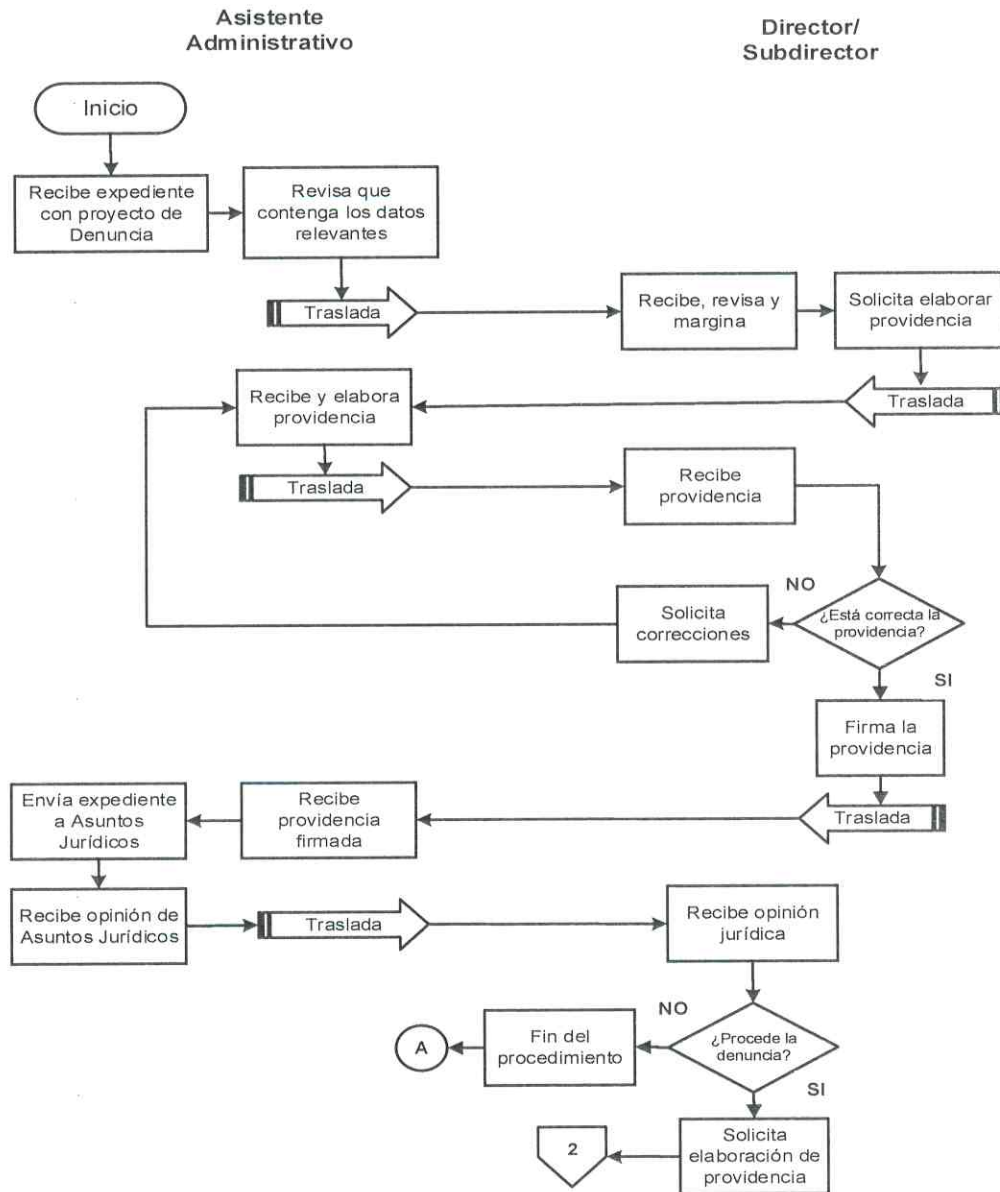 Asistente
Administrativo
Director/
Subdirector
Inicio
Recibe expediente
con proyecto de
Denuncia
Revisa que
contenga los datos
relevantes
Traslada
Recibe, revisa y
margina
Solicita elaborar
providencia
Traslada
Recibe y elabora
providencia
Traslada
Recibe
providencia
NO
¿Está correcta la
providencia?
Solicita
correcciones
SI
Firma la
providencia
Traslada
Recibe
providencia
firmada
Envía expediente
a Asuntos
Jurídicos
Recibe opinión de
Asuntos Jurídicos
Traslada
Recibe opinión
jurídica
NO
¿Procede la
denuncia?
Fin del
procedimiento
A
SI
Solicita
elaboración de
providencia
2